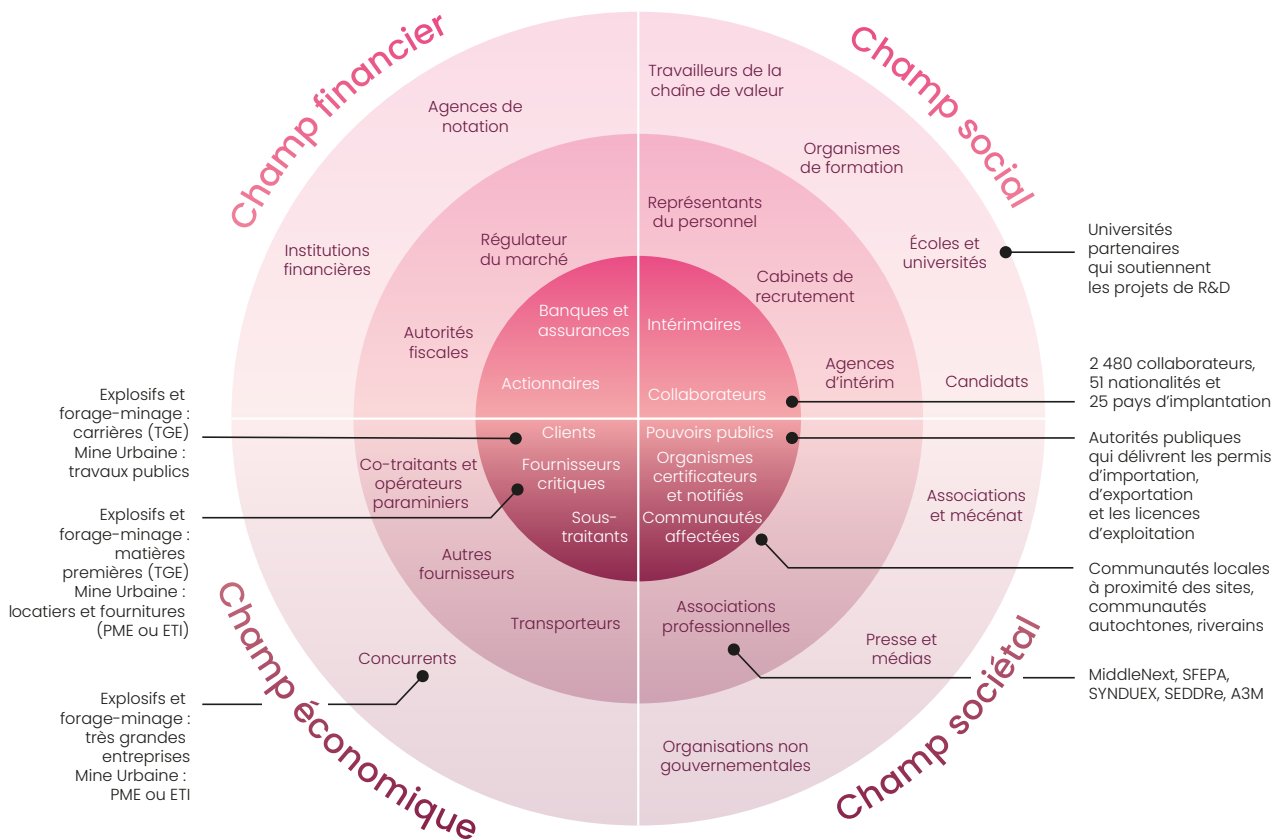 Champ financier
Agences de
notation
Institutions
financières
Régulateur
du marché
Autorités
fiscales
Banques et
assurances
Actionnaires
Champ social
Travailleurs de la
chaîne de valeur
Organismes
de formation
Représentants
du personnel
Écoles et
universités
Cabinets de
recrutement
Intérimaires
Agences
d’intérim
Candidats
Collaborateurs
Universités
partenaires
qui soutiennent
les projets de R&D
2 480 collaborateurs,
51 nationalités et
25 pays d’implantation
Explosifs et
forage-minage :
carrières (TGE)
Mine Urbaine :
travaux publics
Explosifs et
forage-minage :
matières
premières (TGE)
Mine Urbaine :
locatiers et fournitures
(PME ou ETI)
Explosifs et
forage-minage :
très grandes
entreprises
Mine Urbaine :
PME ou ETI
Clients
Fournisseurs
critiques
Sous-
traitants
Co-traitants et
opérateurs
paraminiers
Autres
fournisseurs
Transporteurs
Concurrents
Champ économique
Pouvoirs publics
Organismes
certificateurs
et notifiés
Communautés
affectées
Associations
et mécénat
Associations
professionnelles
Presse et
médias
Organisations non
gouvernementales
Champ sociétal
Autorités publiques
qui délivrent les permis
d’importation,
d’exportation
et les licences
d’exploitation
Communautés locales
à proximité des sites,
communautés
autochtones, riverains
MiddleNext, SFEPA,
SYNDUEX, SEDDRe, A3M